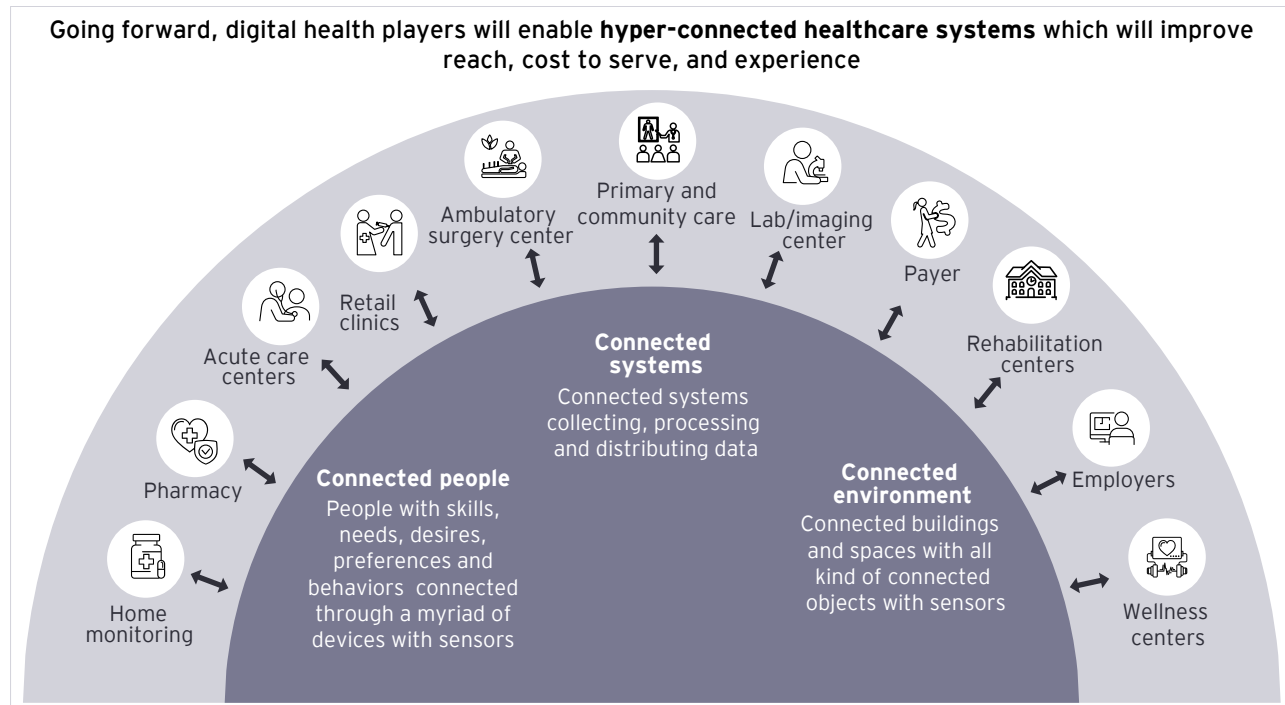 Going forward, digital health players will enable hyper-connected healthcare systems which will improve
reach, cost to serve, and experience
Primary and
community care
Ambulatory
surgery center
Lab/imaging
center
Retail
clinics
Payer
Acute care
centers
Rehabilitation
centers
Pharmacy
Employers
Home
monitoring
Wellness
centers
Connected
systems
Connected systems
collecting, processing
and distributing data
Connected people
People with skills,
needs, desires,
preferences and
behaviors connected
through a myriad of
devices with sensors
Connected
environment
Connected buildings
and spaces with all
kind of connected
objects with sensors